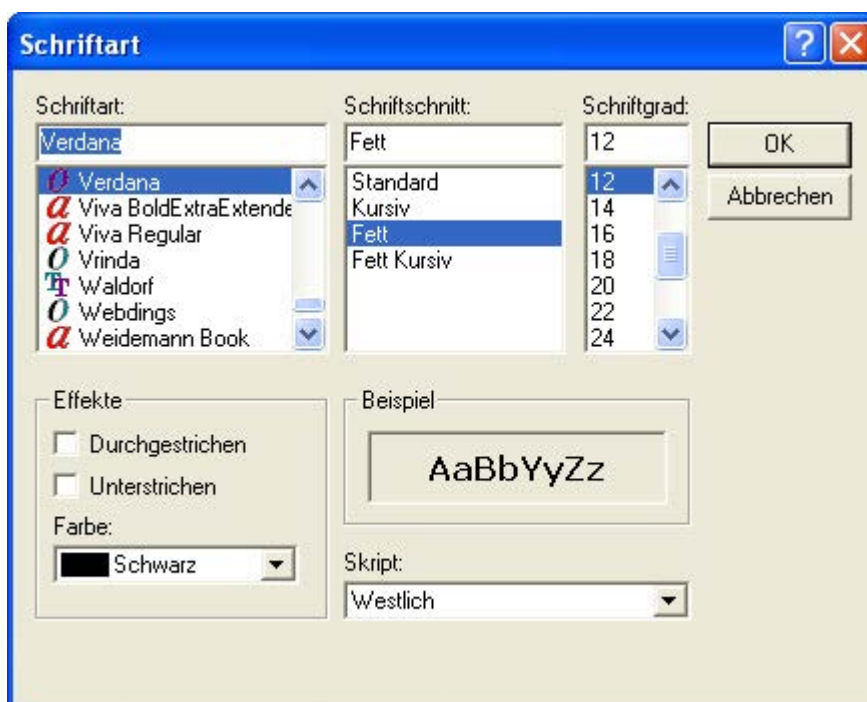 Schriftart
Schriftart:
Verdana
Verdana
Viva BoldExtraExtende
Viva Regular
Vrinda
Waldorf
Webdings
Weidemann Book
Schriftschnitt:
Fett
Standard
Kursiv
Fett
Fett Kursiv
Schriftgrad:
12
12
14
16
18
20
22
24
OK
Abbrechen
Effekte
Durchgestrichen
Unterstrichen
Farbe:
Schwarz
Beispiel
AaBbYyZz
Skript:
Westlich